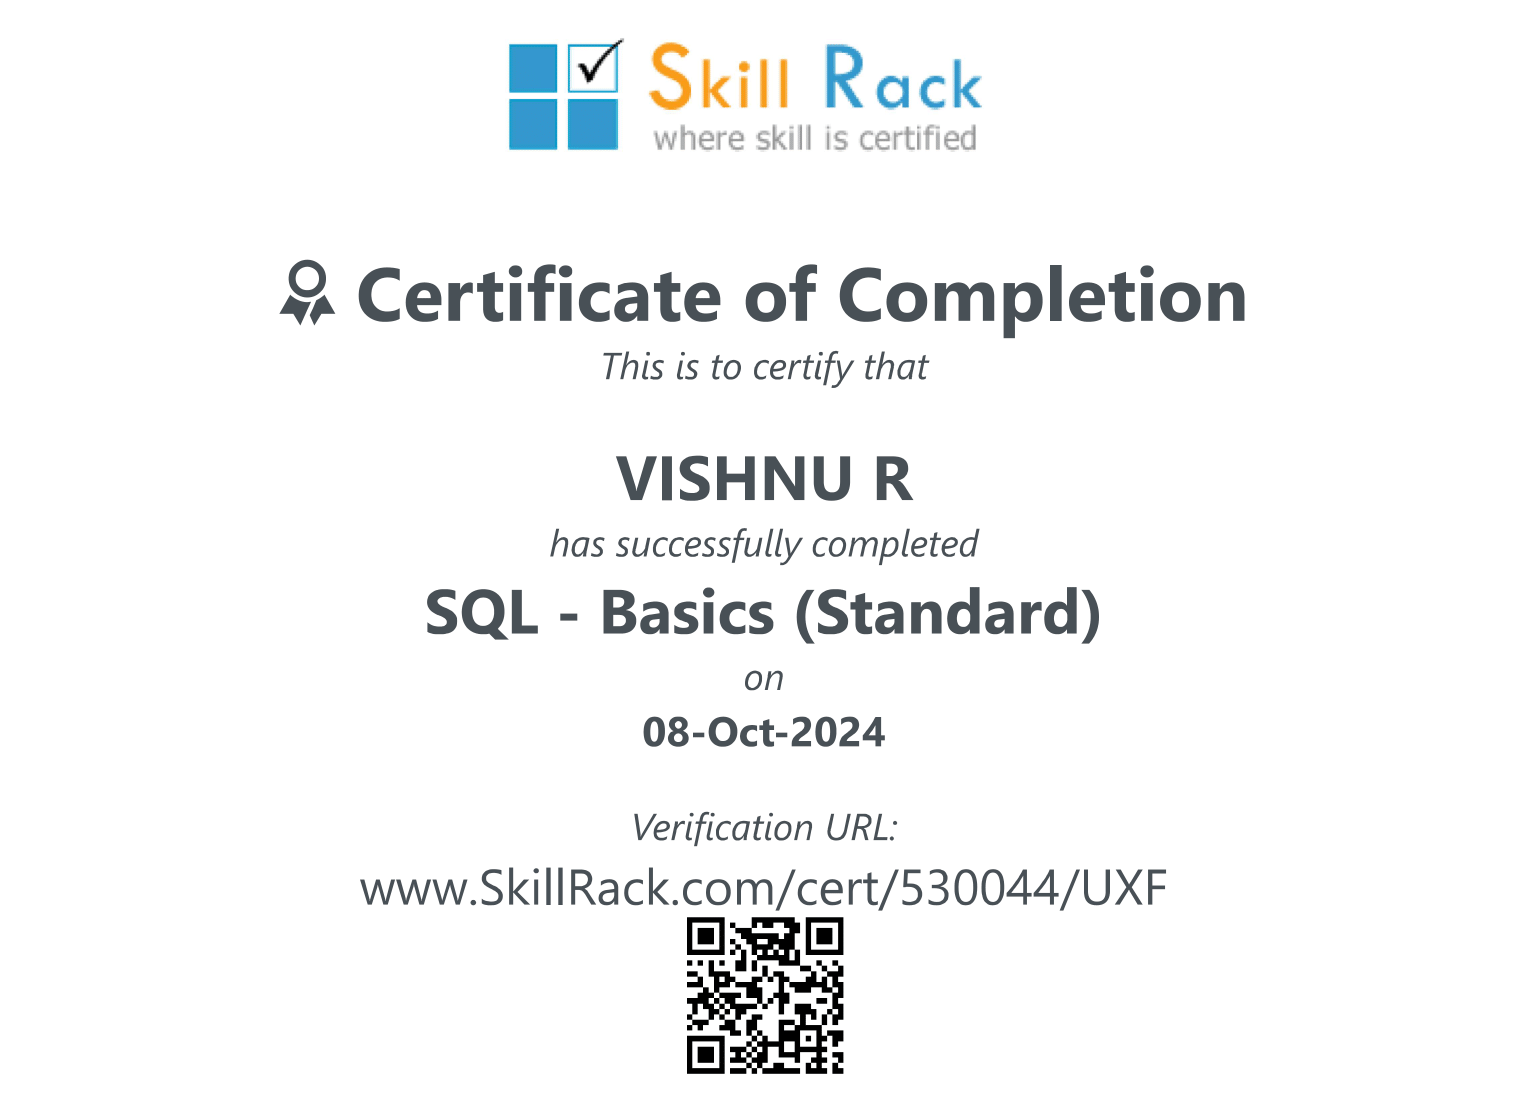 Skill Rack
where skill is certified
Certificate of Completion
This is to certify that
VISHNU R
has successfully completed
SQL - Basics (Standard)
on
08-Oct-2024
Verification URL:
www.SkillRack.com/cert/530044/UXF